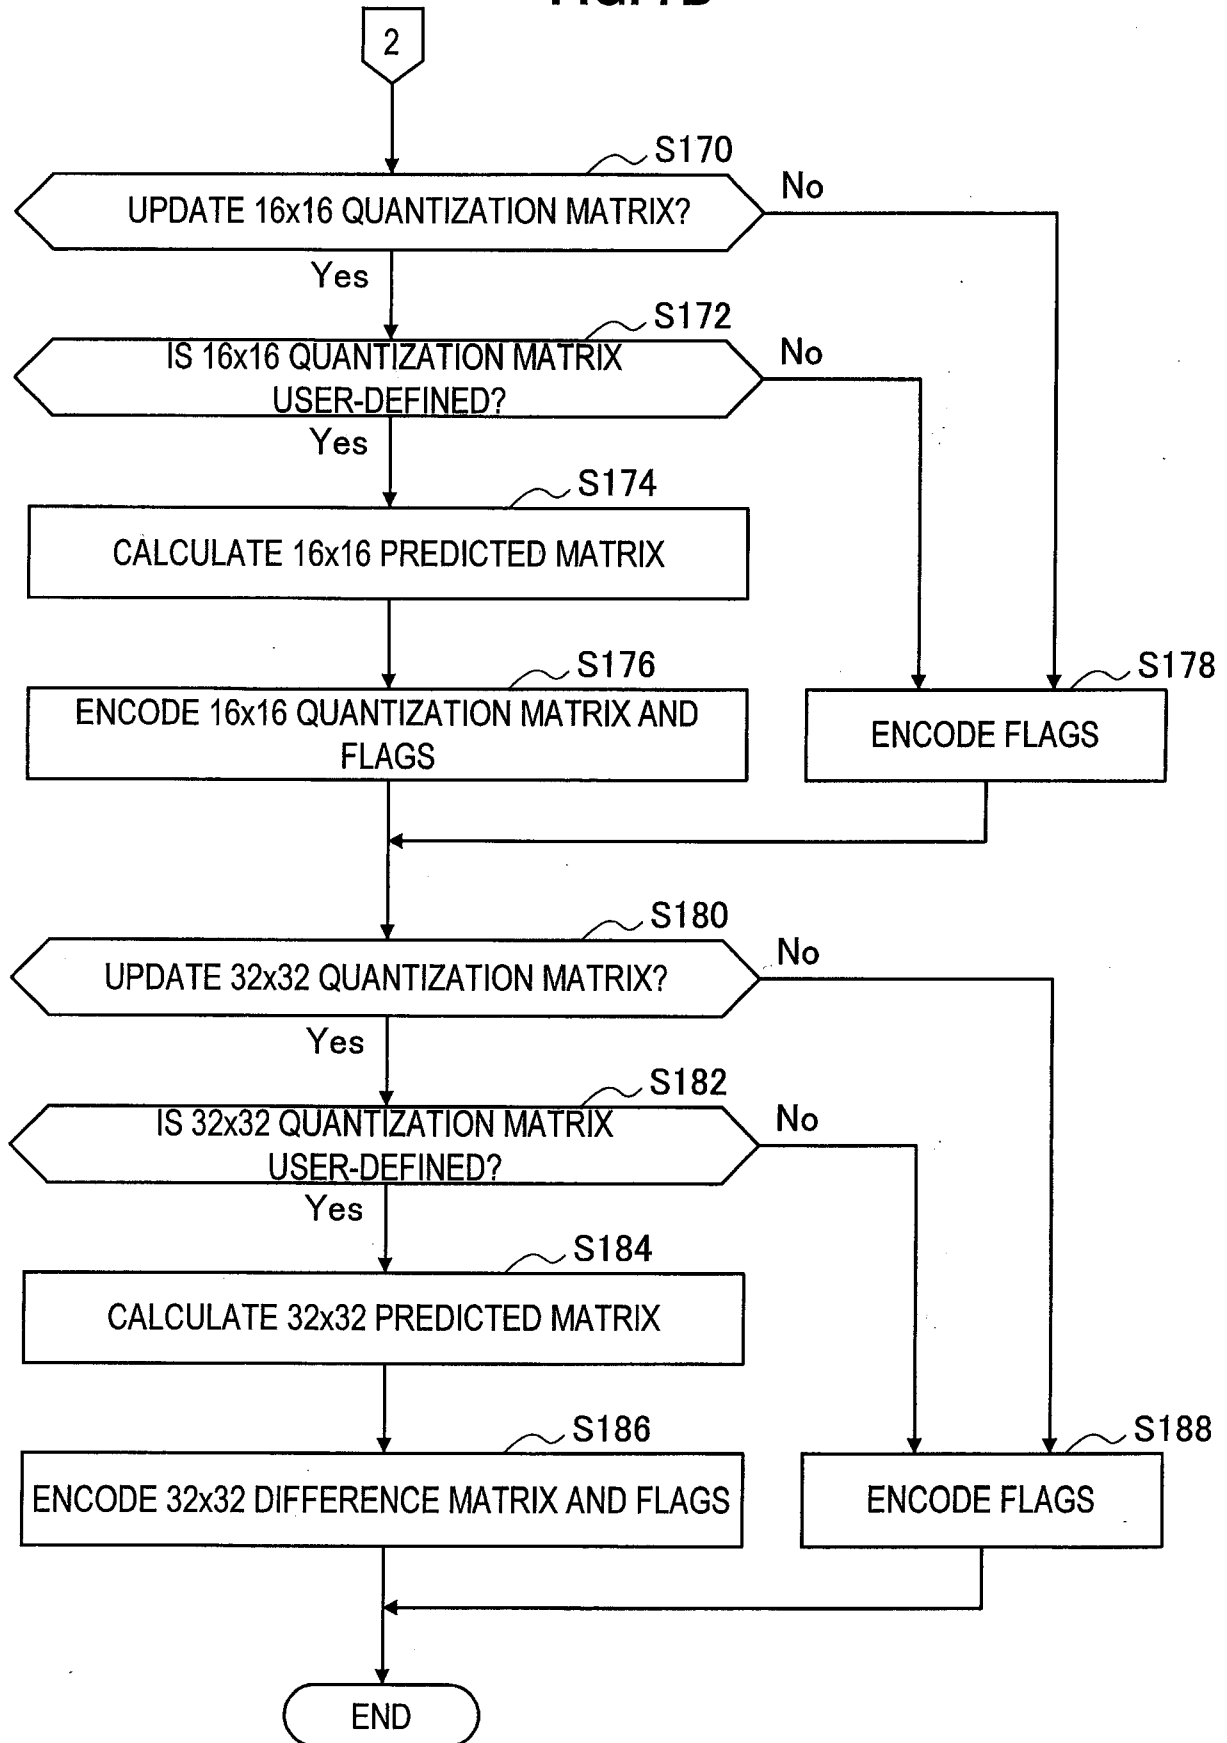 2
S170
UPDATE 16x16 QUANTIZATION MATRIX?
No
Yes
S172
IS 16x16 QUANTIZATION MATRIX
USER-DEFINED?
No
Yes
S174
CALCULATE 16x16 PREDICTED MATRIX
S176
ENCODE 16x16 QUANTIZATION MATRIX AND
FLAGS
S178
ENCODE FLAGS
S180
UPDATE 32x32 QUANTIZATION MATRIX?
No
Yes
S182
IS 32x32 QUANTIZATION MATRIX
USER-DEFINED?
No
Yes
S184
CALCULATE 32x32 PREDICTED MATRIX
S186
ENCODE 32x32 DIFFERENCE MATRIX AND FLAGS
S188
ENCODE FLAGS
END